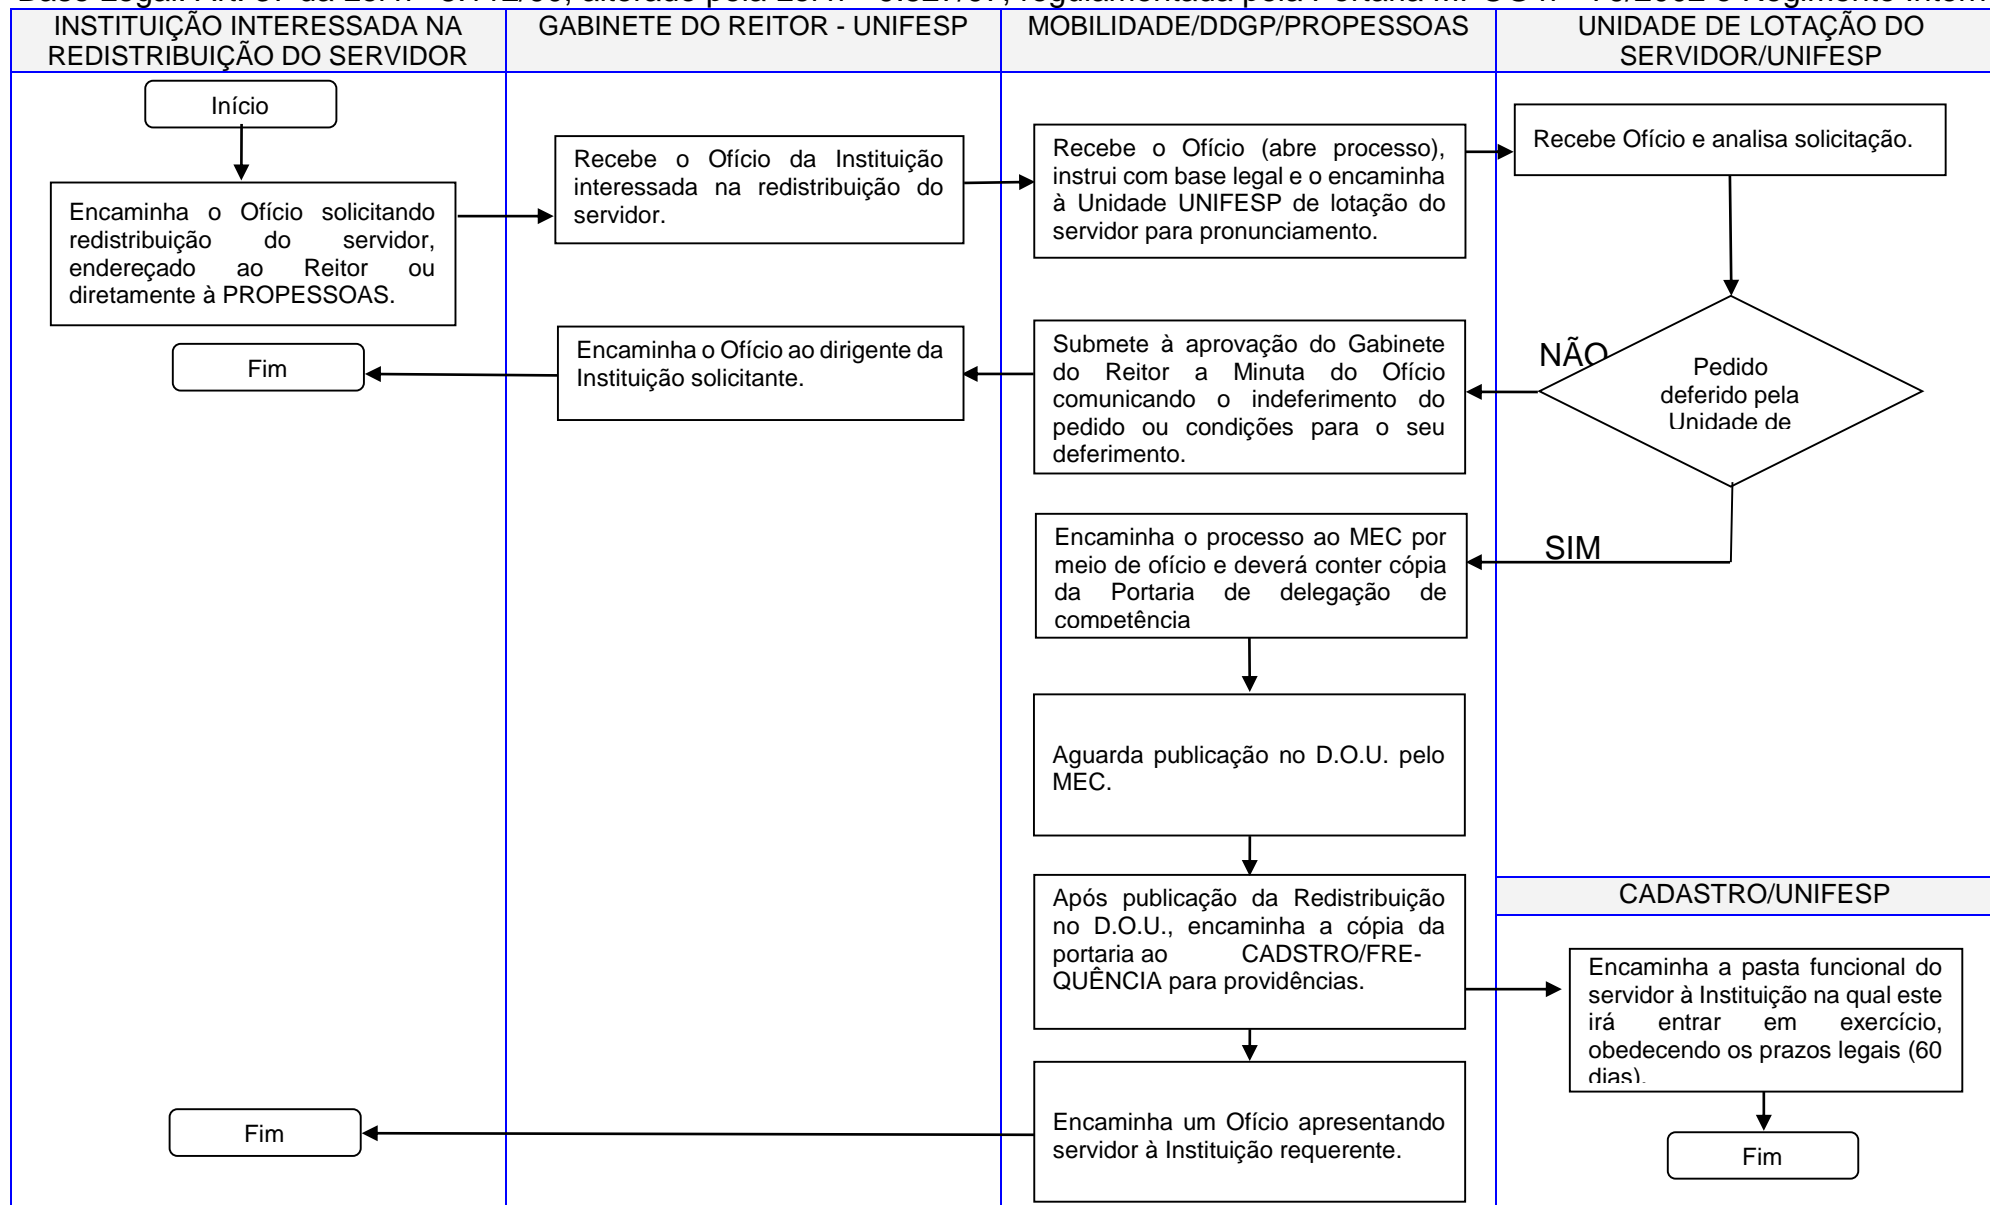 INSTITUIÇÃO INTERESSADA NA
REDISTRIBUIÇÃO DO SERVIDOR
GABINETE DO REITOR - UNIFESP
MOBILIDADE/DDGP/PROPESSOAS
UNIDADE DE LOTAÇÃO DO
SERVIDOR/UNIFESP
Início
Encaminha o Ofício solicitando
redistribuição do servidor,
endereçado ao Reitor ou
diretamente à PROPESSOAS.
Recebe o Ofício da Instituição
interessada na redistribuição do
servidor.
Recebe o Ofício (abre processo),
instrui com base legal e o encaminha
à Unidade UNIFESP de lotação do
servidor para pronunciamento.
Recebe Ofício e analisa solicitação.
Fim
Encaminha o Ofício ao dirigente da
Instituição solicitante.
Submete à aprovação do Gabinete
do Reitor a Minuta do Ofício
comunicando o indeferimento do
pedido ou condições para o seu
deferimento.
NÃO
Pedido
deferido pela
Unidade de
SIM
Encaminha o processo ao MEC por
meio de ofício e deverá conter cópia
da Portaria de delegação de
competência
Aguarda publicação no D.O.U. pelo
MEC.
Após publicação da Redistribuição
no D.O.U., encaminha a cópia da
portaria ao CADSTRO/FRE-
QUÊNCIA para providências.
CADASTRO/UNIFESP
Encaminha a pasta funcional do
servidor à Instituição na qual este
irá entrar em exercício,
obedecendo os prazos legais (60
dias).
Fim
Encaminha um Ofício apresentando
servidor à Instituição requerente.
Fim